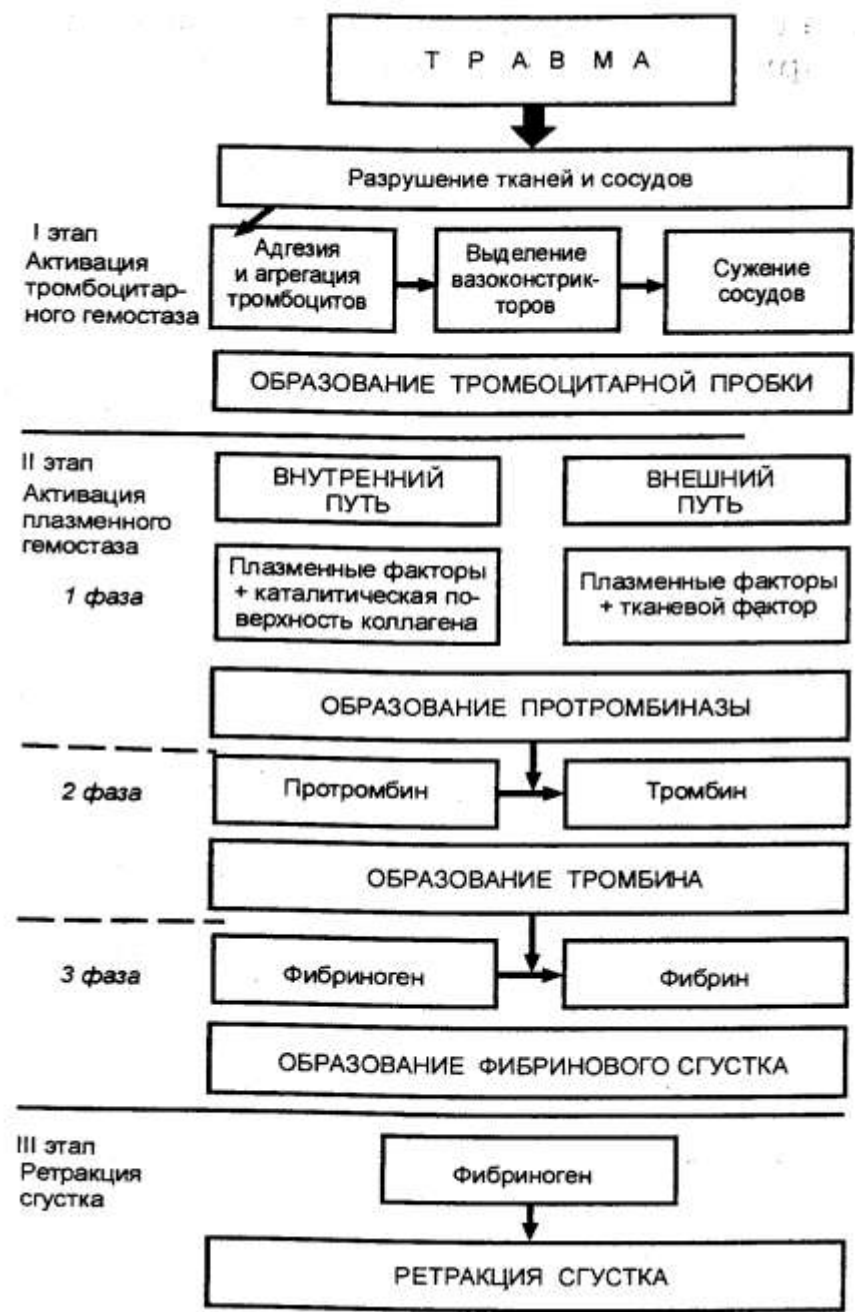 Т Р А В М А
Разрушение тканей и сосудов
I этап
Активация
тромбоцитар-
ного гемостаза
Адгезия
и агрегация
тромбоцитов
Выделение
вазоконстрик-
торов
Сужение
сосудов
ОБРАЗОВАНИЕ ТРОМБОЦИТАРНОЙ ПРОБКИ
II этап
Активация
плазменного
гемостаза
ВНУТРЕННИЙ
ПУТЬ
ВНЕШНИЙ
ПУТЬ
1 фаза
Плазменные факторы
+ каталитическая по-
верхность коллагена
Плазменные факторы
+ тканевой фактор
ОБРАЗОВАНИЕ ПРОТРОМБИНАЗЫ
2 фаза
Протромбин
Тромбин
ОБРАЗОВАНИЕ ТРОМБИНА
3 фаза
Фибриноген
Фибрин
ОБРАЗОВАНИЕ ФИБРИНОВОГО СГУСТКА
III этап
Ретракция
сгустка
Фибриноген
РЕТРАКЦИЯ СГУСТКА